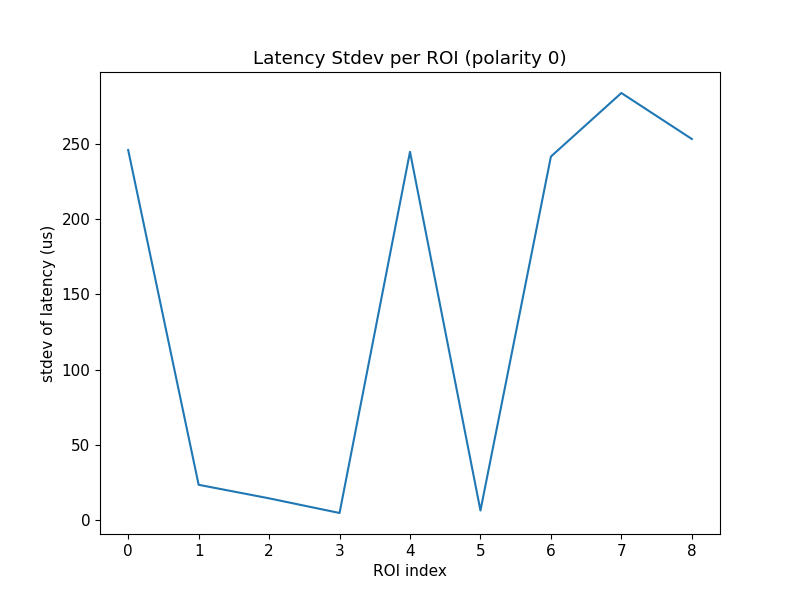 Latency Stdev per ROI (polarity 0)
stdev of latency (us)
250
200
150
100
50
0
0 1 2 3 4 5 6 7 8
ROI index